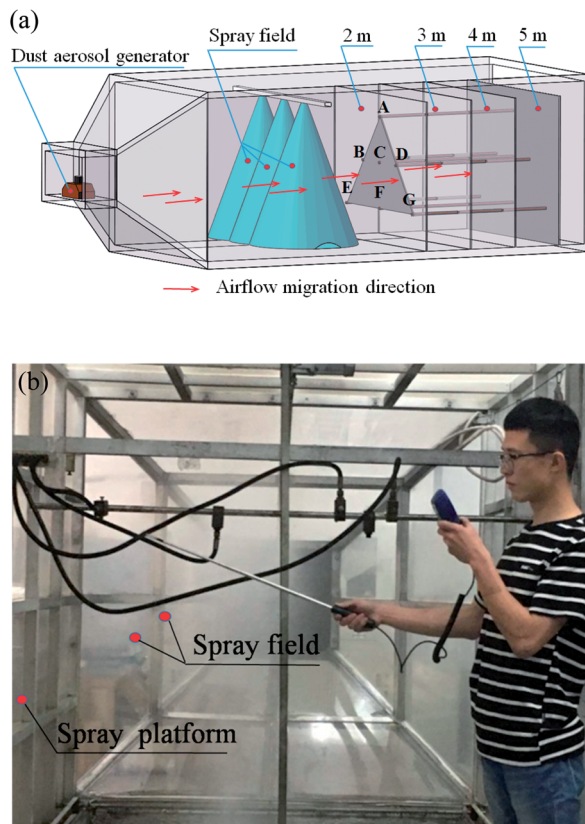 (a)
Spray field
2 m
3 m
4 m
5 m
Dust aerosol generator
A
B
C
D
E
F
G
Airflow migration direction
(b)
Spray field
Spray platform